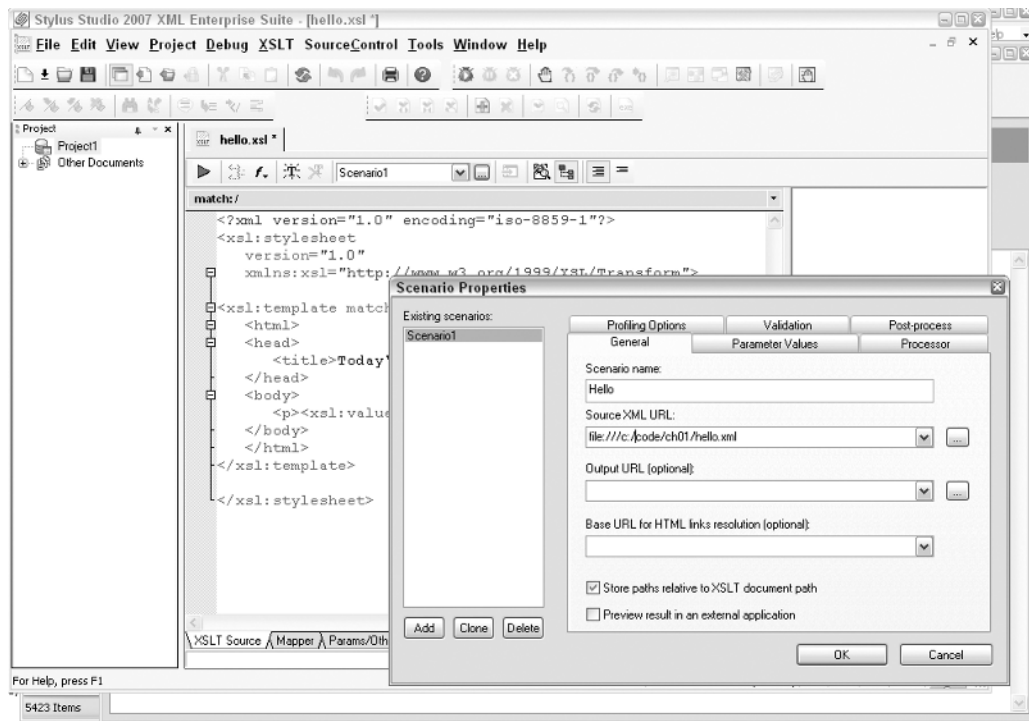 Stylus Studio 2007 XML Enterprise Suite - [hello.xsl *]
File Edit View Project Debug XSLT SourceControl Tools Window Help
Project
Project1
Other Documents
hello.xsl *
Scenario1
match: /
<?xml version="1.0" encoding="iso-8859-1"?>
<xsl:stylesheet
version="1.0"
xmlns:xsl="http://www.w3.org/1999/XSL/Transform">
<xsl:template match
<html>
<head>
<title>Today'
</head>
<body>
<p><xsl:value
</body>
</html>
</xsl:template>
</xsl:stylesheet>
XSLT Source Mapper Params/Oth
For Help, press F1
5423 Items
Scenario Properties
Existing scenarios:
Scenario1
Add Clone Delete
Profiling Options Validation Post-process
General Parameter Values Processor
Scenario name:
Hello
Source XML URL:
file:///c:/code/ch01/hello.xml
...
Output URL (optional):
...
Base URL for HTML links resolution (optional):
Store paths relative to XSLT document path
Preview result in an external application
OK Cancel